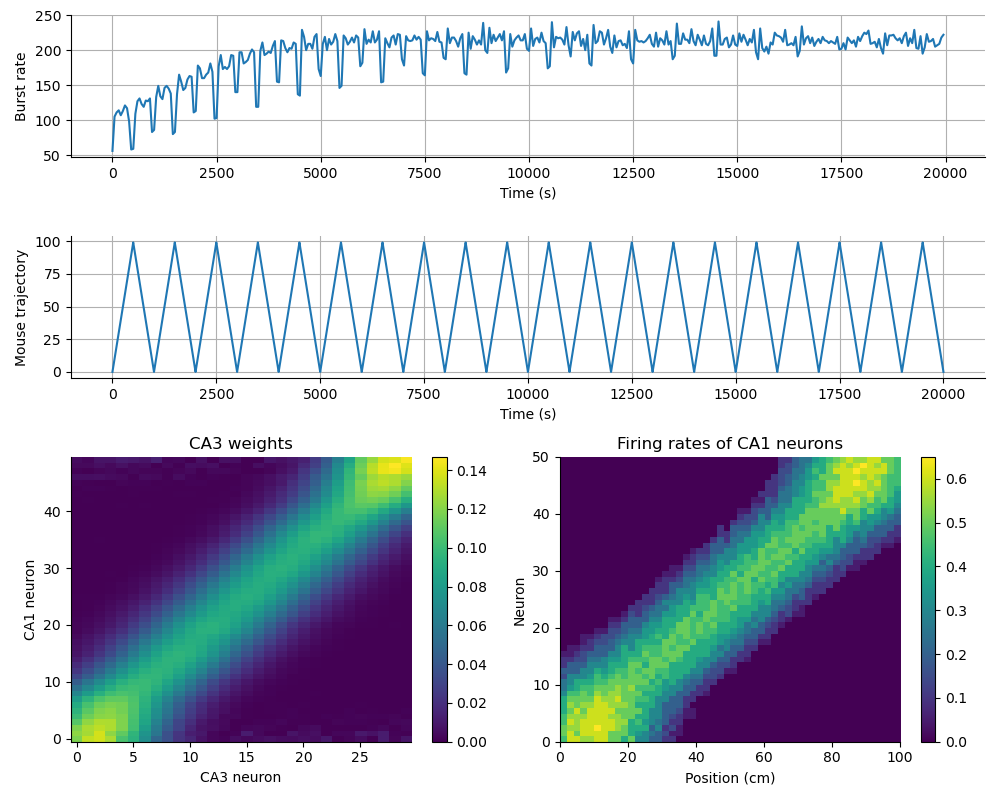 Burst rate
250
200
150
100
50
0 2500 5000 7500 10000 12500 15000 17500 20000
Time (s)
Mouse trajectory
100
75
50
25
0
0 2500 5000 7500 10000 12500 15000 17500 20000
Time (s)
CA3 weights
CA1 neuron
40
30
20
10
0
0 5 10 15 20 25
CA3 neuron
0.14
0.12
0.10
0.08
0.06
0.04
0.02
0.00
Firing rates of CA1 neurons
Neuron
50
40
30
20
10
0
0 20 40 60 80 100
Position (cm)
0.6
0.5
0.4
0.3
0.2
0.1
0.0